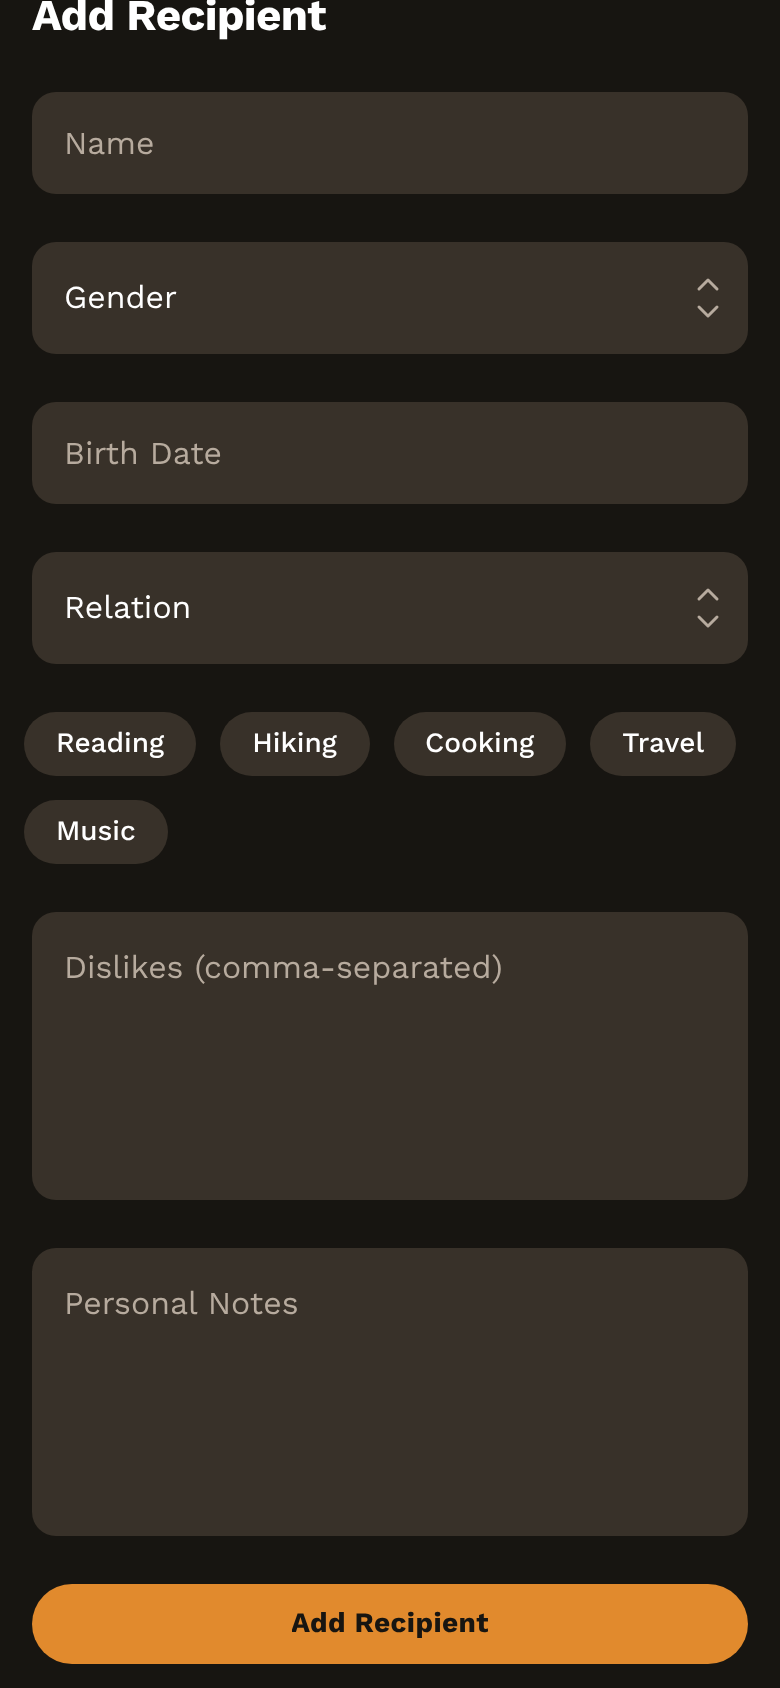 Add Recipient
Name
Gender
Birth Date
Relation
Reading Hiking Cooking Travel
Music
Dislikes (comma-separated)
Personal Notes
Add Recipient